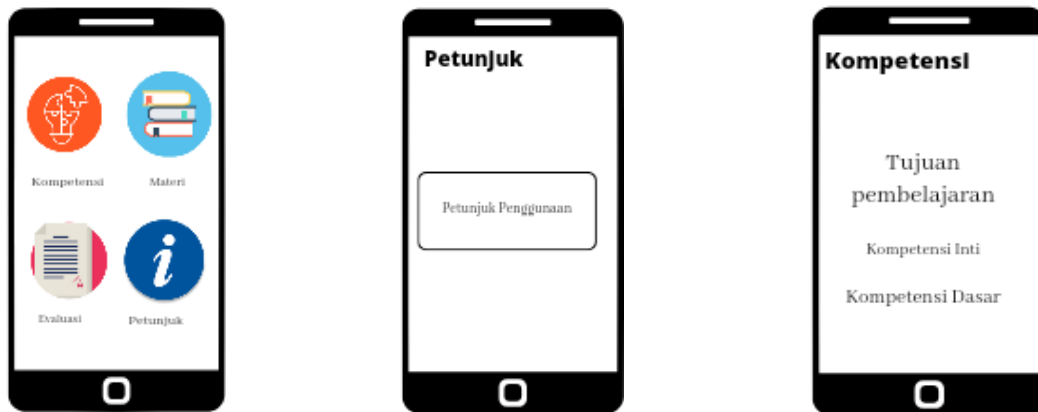 Kompetensi
Materi
Evaluasi
Petunjuk
Petunjuk
Petunjuk Penggunaan
Kompetensi
Tujuan
pembelajaran
Kompetensi Inti
Kompetensi Dasar